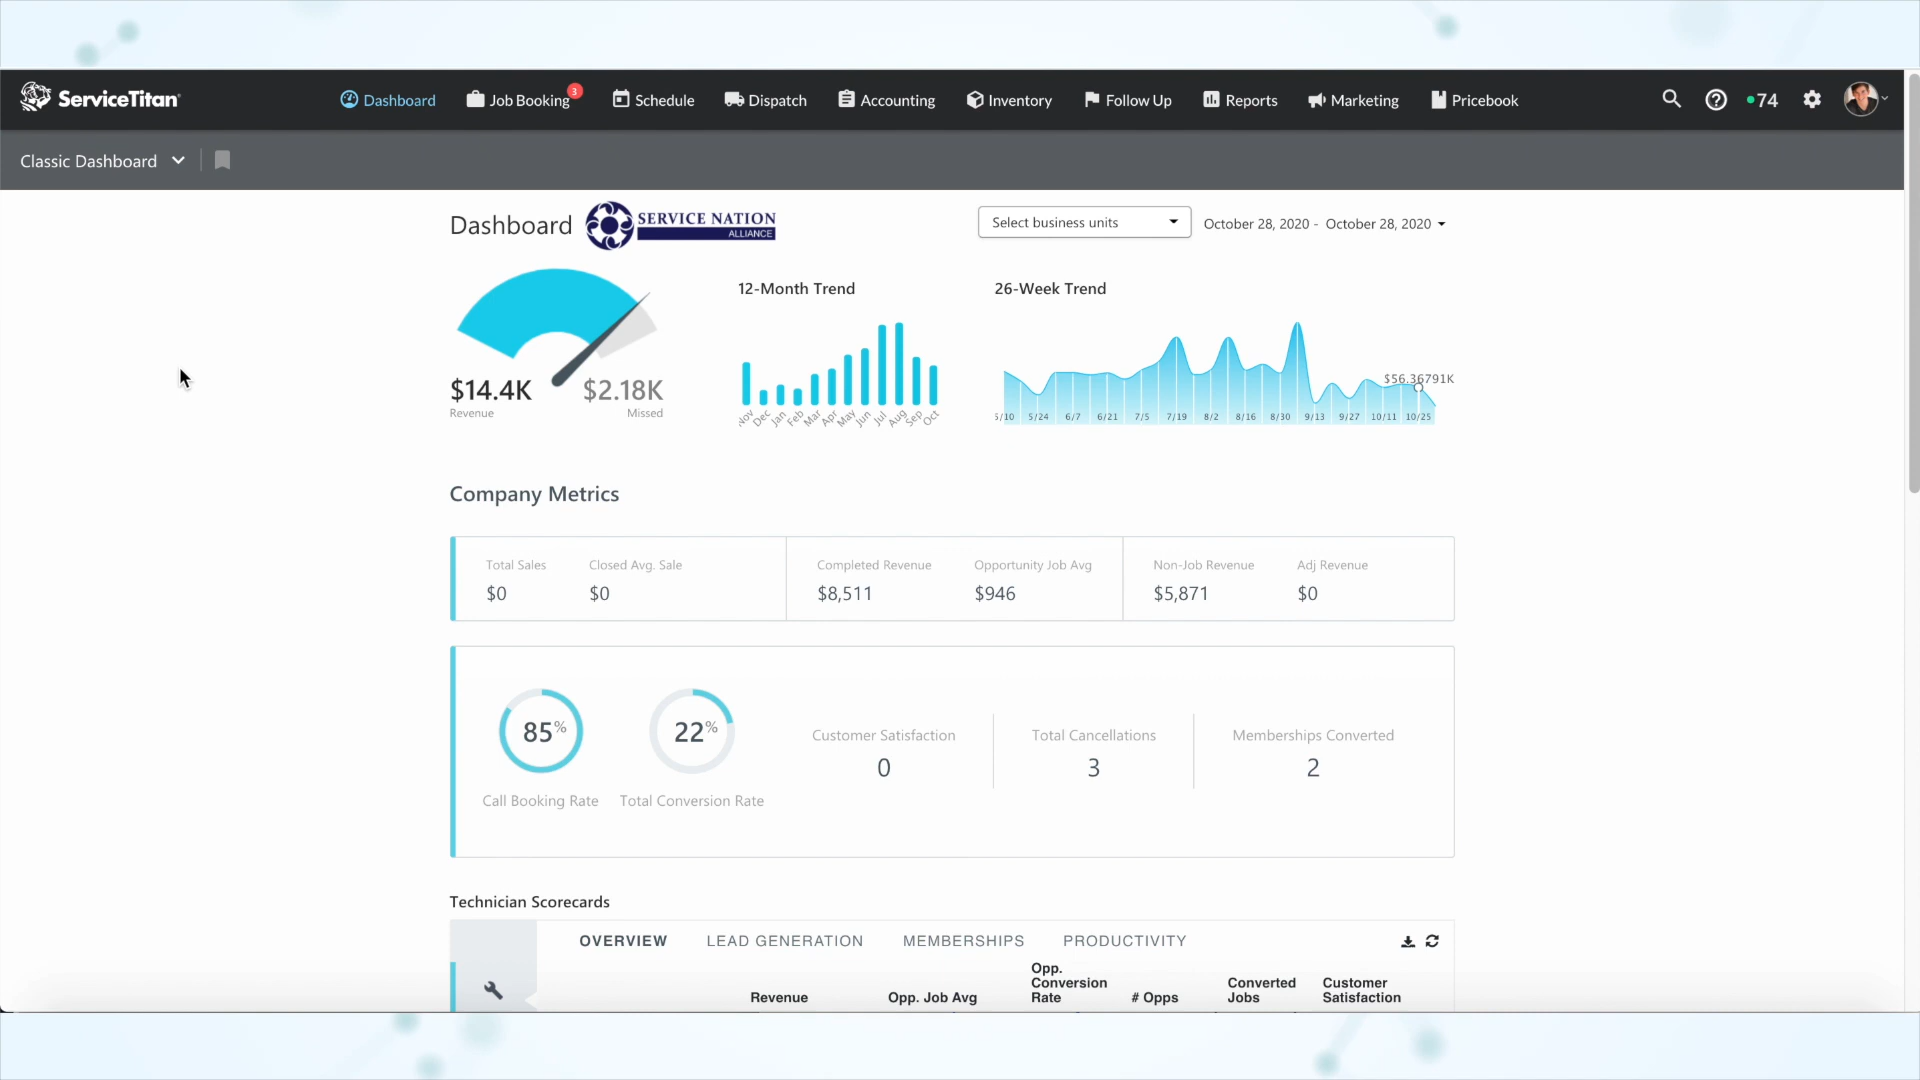 ServiceTitan
Dashboard
Job Booking
3
Schedule
Dispatch
Accounting
Inventory
Follow Up
Reports
Marketing
Pricebook
74
Classic Dashboard
Dashboard
SERVICE NATION
ALLIANCE
Select business units
October 28, 2020 - October 28, 2020
12-Month Trend
26-Week Trend
$14.4K
Revenue
$2.18K
Missed
Nov Dec Jan Feb Mar Apr May Jun Jul Aug Sep Oct
$56.36791K
5/10 5/24 6/7 6/21 7/5 7/19 8/2 8/16 8/30 9/13 9/27 10/11 10/25
Company Metrics
Total Sales
$0
Closed Avg. Sale
$0
Completed Revenue
$8,511
Opportunity Job Avg
$946
Non-Job Revenue
$5,871
Adj Revenue
$0
85%
Call Booking Rate
22%
Total Conversion Rate
Customer Satisfaction
0
Total Cancellations
3
Memberships Converted
2
Technician Scorecards
OVERVIEW
LEAD GENERATION
MEMBERSHIPS
PRODUCTIVITY
Revenue
Opp. Job Avg
Opp.
Conversion
Rate
# Opps
Converted
Jobs
Customer
Satisfaction